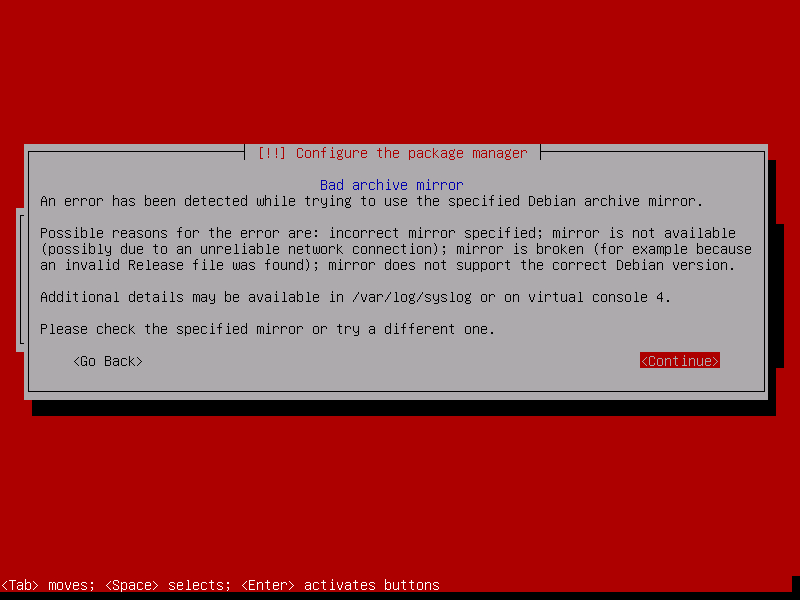 [!!] Configure the package manager
Bad archive mirror
An error has been detected while trying to use the specified Debian archive mirror.
Possible reasons for the error are: incorrect mirror specified; mirror is not available
(possibly due to an unreliable network connection); mirror is broken (for example because
an invalid Release file was found); mirror does not support the correct Debian version.
Additional details may be available in /var/log/syslog or on virtual console 4.
Please check the specified mirror or try a different one.
<Go Back> <Continue>
<Tab> moves; <Space> selects; <Enter> activates buttons